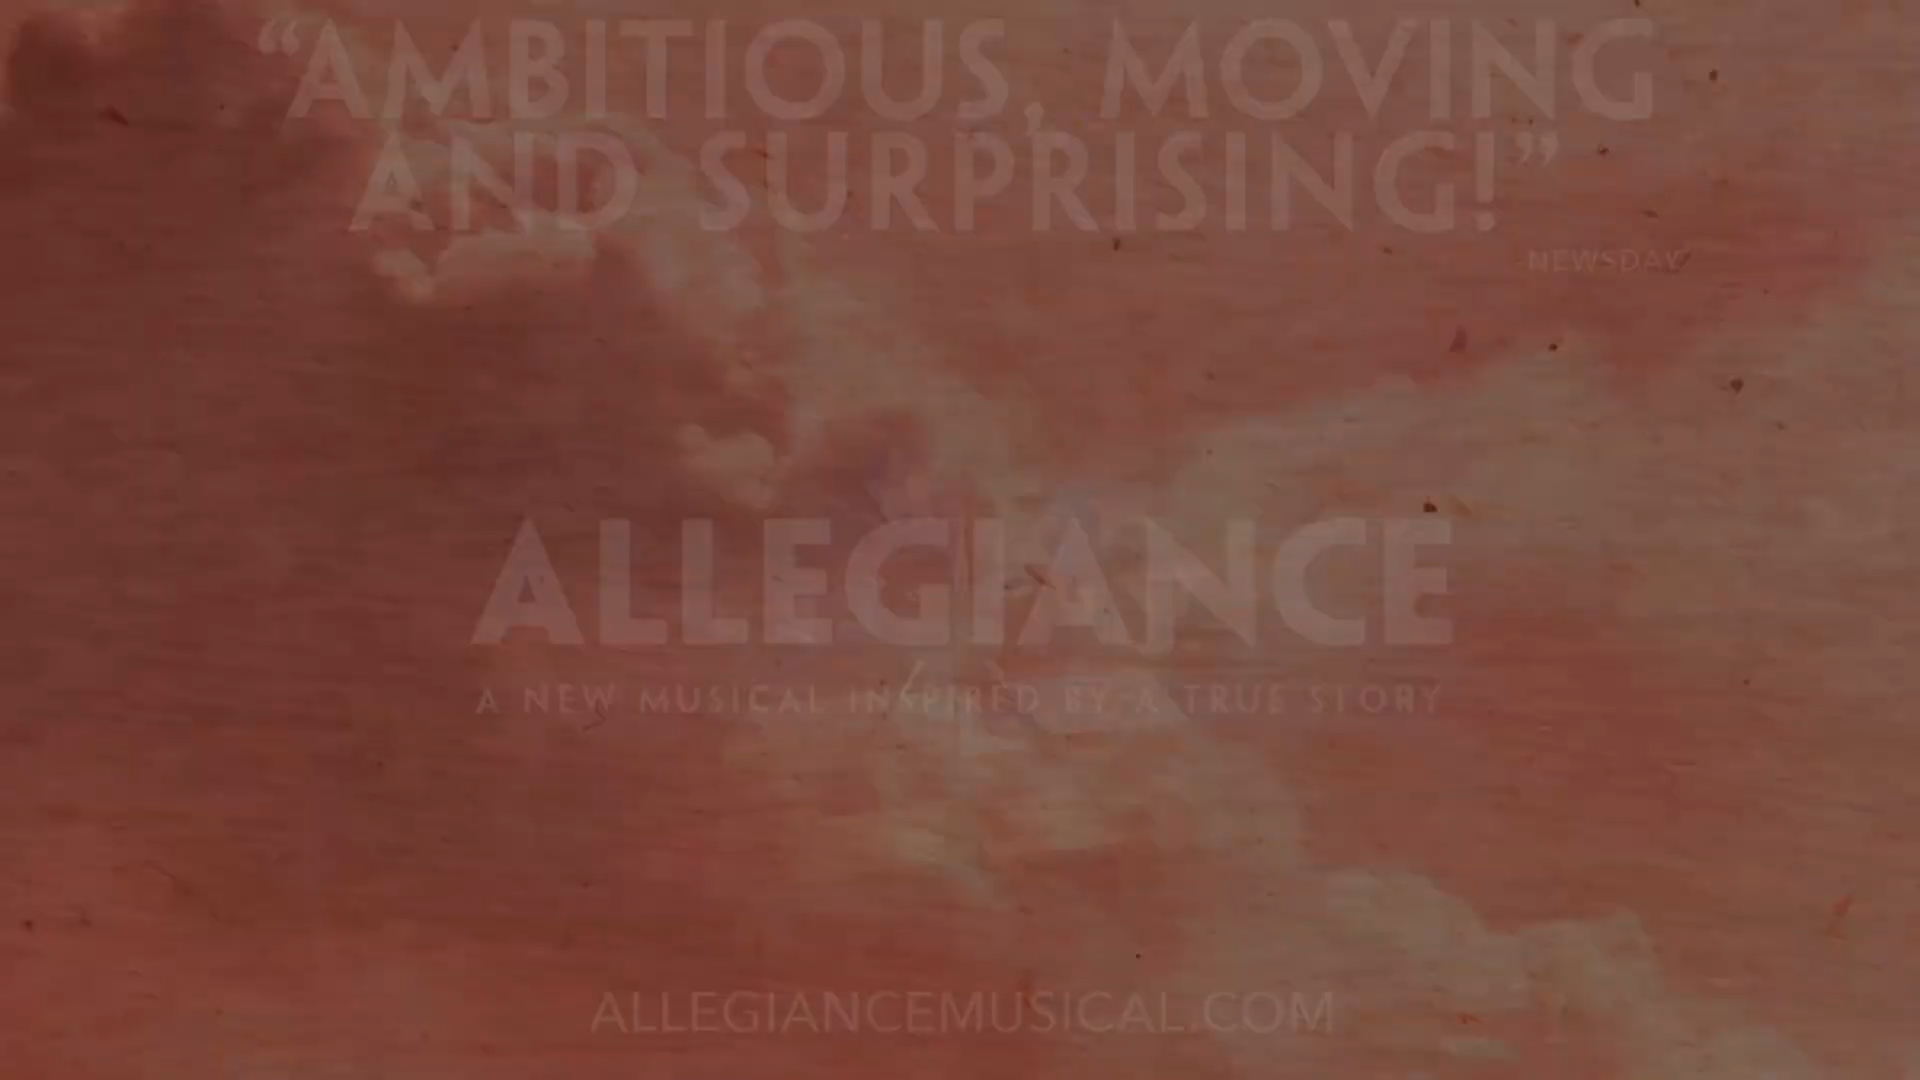 “AMBITIOUS, MOVING
AND SURPRISING!”
NEWSDAY
ALLEGIANCE
A NEW MUSICAL INSPIRED BY A TRUE STORY
ALLEGIANCEMUSICAL.COM